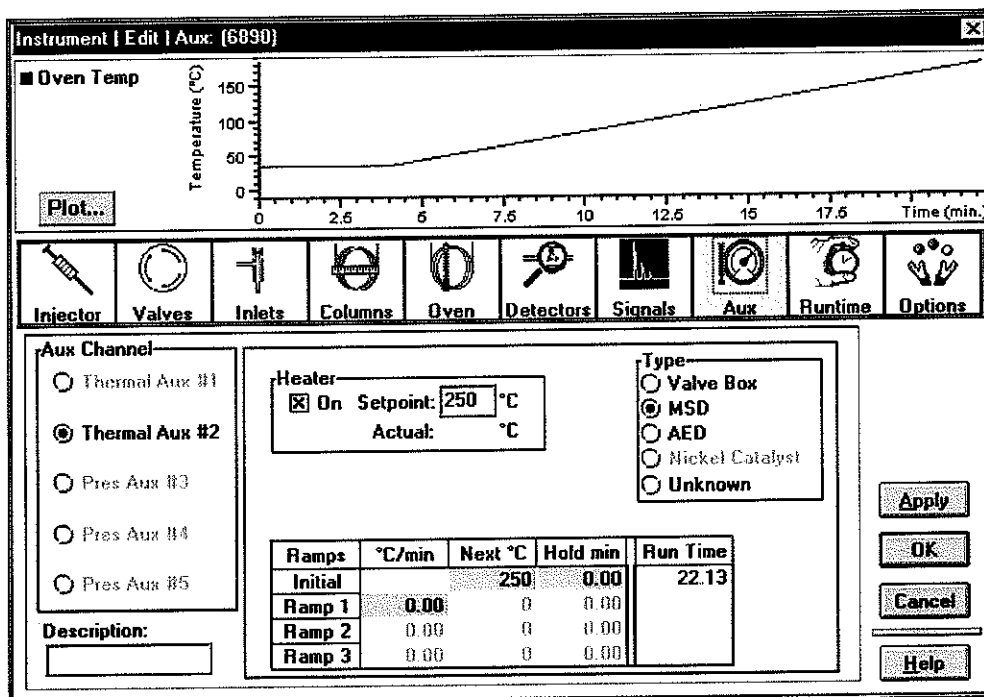 Instrument | Edit | Aux: (6890)
Oven Temp
Temperature (°C)
150
100
50
0
Plot...
0 2.5 5 7.5 10 12.5 15 17.5 Time (min.)
Injector Valves Inlets Columns Oven Detectors Signals Aux Runtime Options
Aux Channel
Thermal Aux #1
Thermal Aux #2
Pres Aux #3
Pres Aux #4
Pres Aux #5
Description:
Heater
On Setpoint: 250 °C
Actual: °C
Type
Valve Box
MSD
AED
Nickel Catalyst
Unknown
Ramps °C/min Next °C Hold min Run Time
Initial 250 0.00 22.13
Ramp 1 0.00 0 0.00
Ramp 2 0.00 0 0.00
Ramp 3 0.00 0 0.00
Apply
OK
Cancel
Help